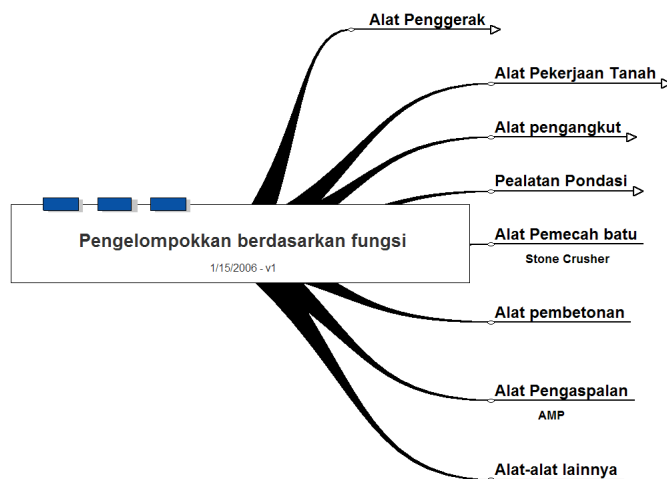 Alat Penggerak
Alat Pekerjaan Tanah
Alat pengangkut
Pealatan Pondasi
Pengelompokkan berdasarkan fungsi
1/15/2006 - v1
Alat Pemecah batu
Stone Crusher
Alat pembetonan
Alat Pengaspalan
AMP
Alat-alat lainnya